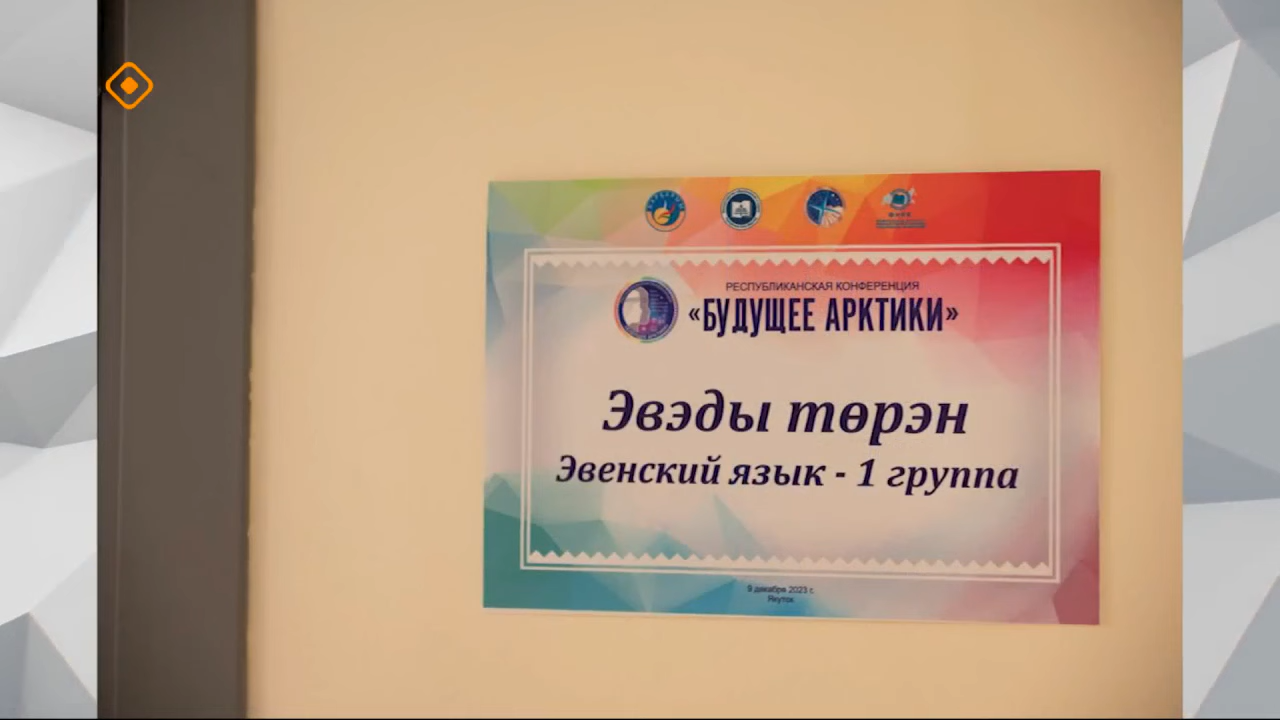 РЕСПУБЛИКАНСКАЯ КОНФЕРЕНЦИЯ
«БУДУЩЕЕ АРКТИКИ»
Эвэды төрэн
Эвенский язык - 1 группа
9 декабря 2023 г.
Якутск